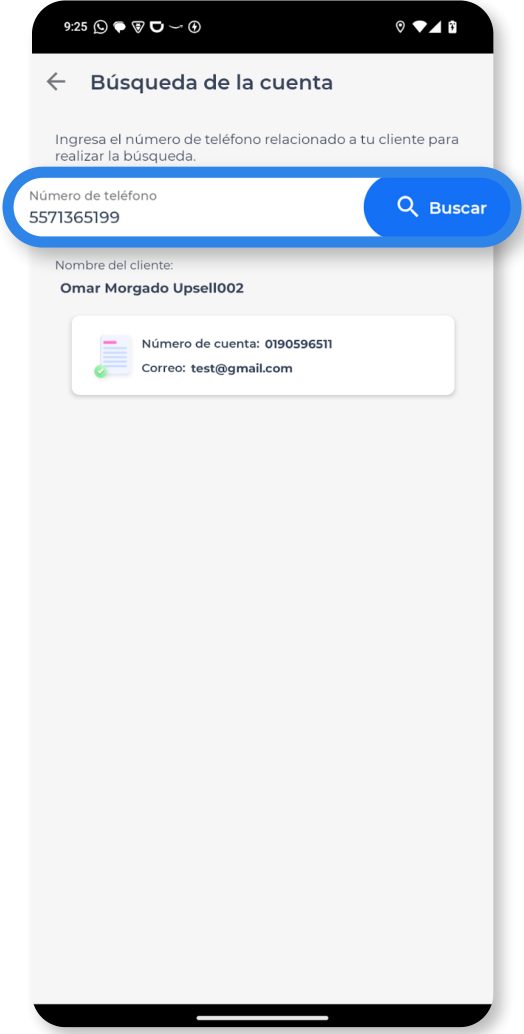 9:25
Búsqueda de la cuenta
Ingresa el número de teléfono relacionado a tu cliente para
realizar la búsqueda.
Número de teléfono
5571365199
Buscar
Nombre del cliente:
Omar Morgado Upsell002
Número de cuenta: 0190596511
Correo: test@gmail.com